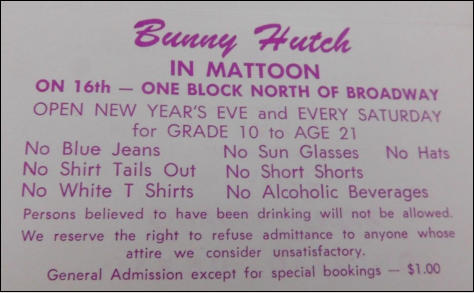 Bunny Hutch
IN MATTOON
ON 16th — ONE BLOCK NORTH OF BROADWAY
OPEN NEW YEAR'S EVE and EVERY SATURDAY
for GRADE 10 to AGE 21
No Blue Jeans No Sun Glasses No Hats
No Shirt Tails Out No Short Shorts
No White T Shirts No Alcoholic Beverages
Persons believed to have been drinking will not be allowed.
We reserve the right to refuse admittance to anyone whose
attire we consider unsatisfactory.
General Admission except for special bookings — $1.00